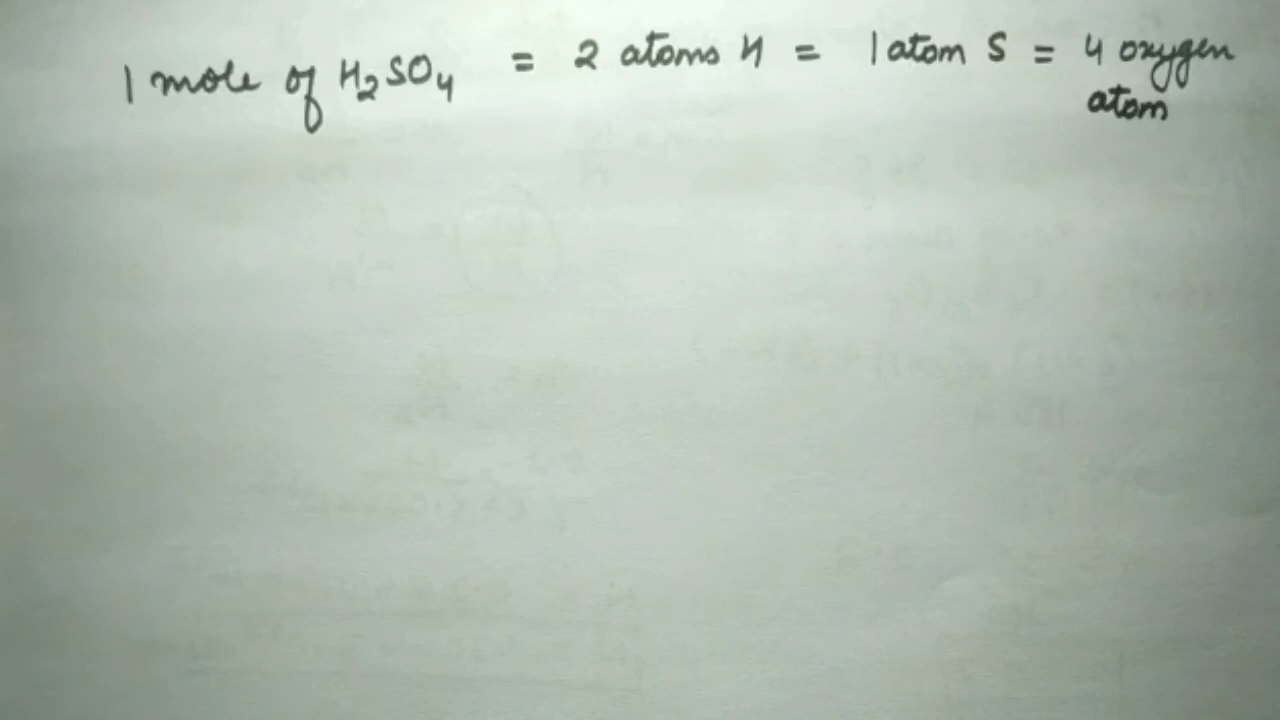 1 mole of H₂SO₄ = 2 atoms H = 1 atom S = 4 oxygen
atom